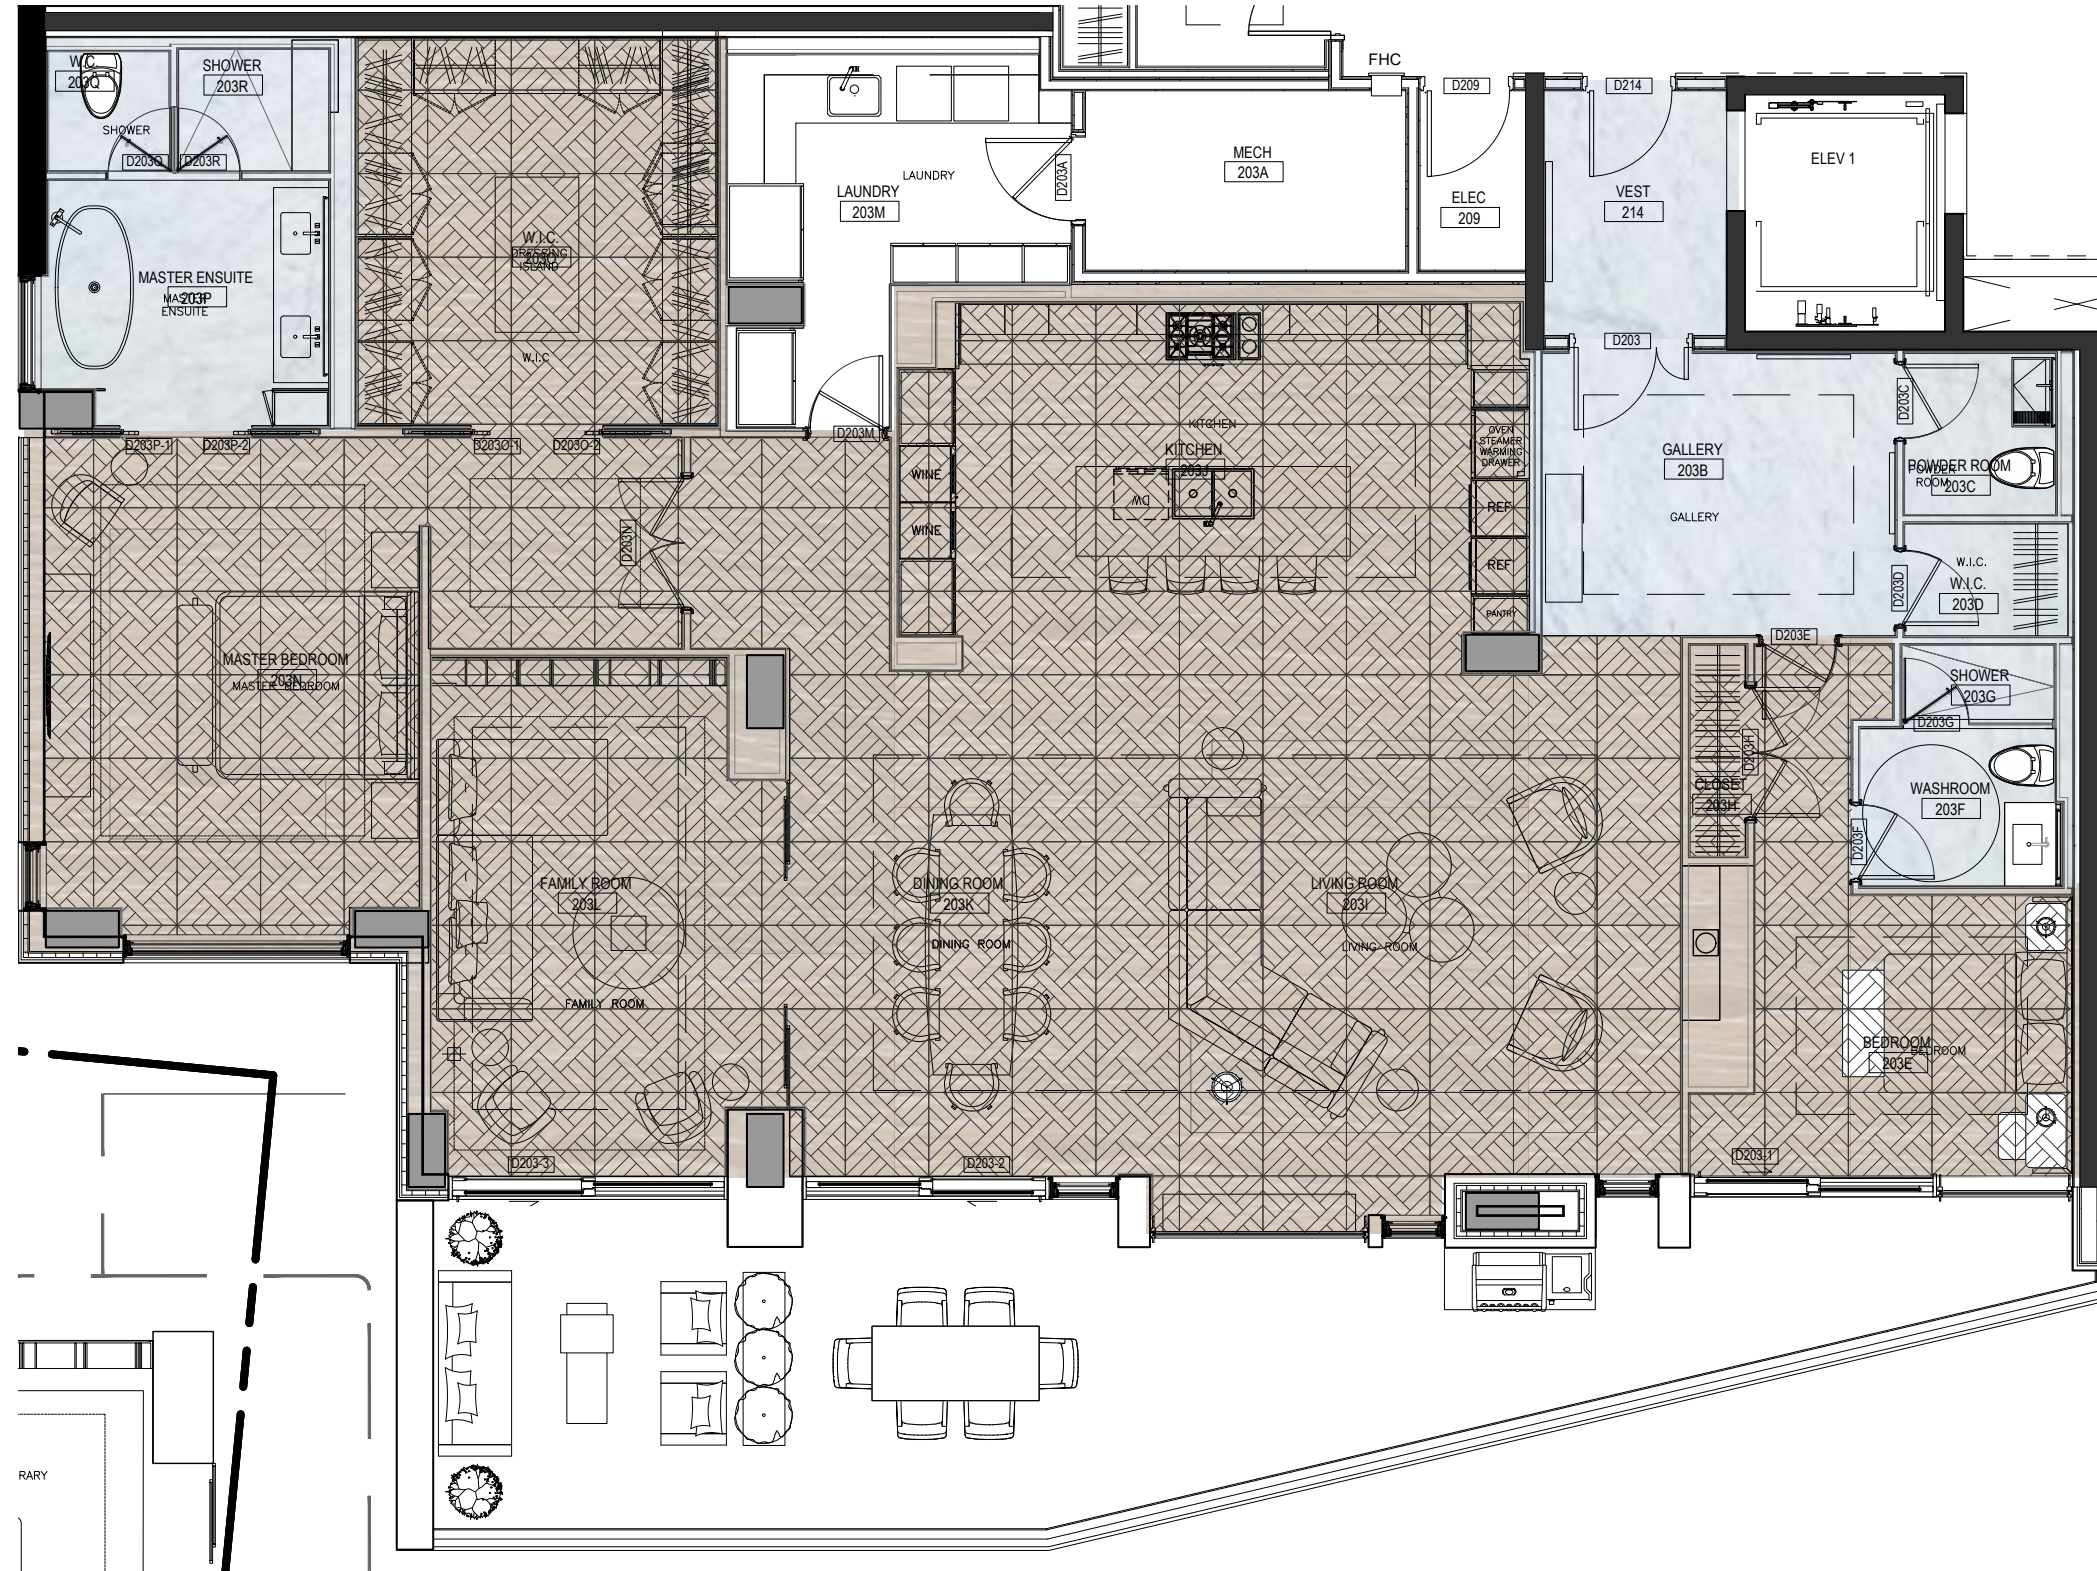 FHC
W.C.
203Q
SHOWER
203R
SHOWER
D203Q
D203R
D209
D214
ELEV 1
MECH
203A
D203A
LAUNDRY
LAUNDRY
203M
ELEC
209
VEST
214
W.I.C.
203O
DRESSING
ISLAND
W.I.C
MASTER ENSUITE
203P
MASTER
ENSUITE
D203
D203P-1
D203P-2
D203O-1
D203O-2
D203M
KITCHEN
KITCHEN
203J
DW
WINE
WINE
OVEN
STEAMER
WARMING
DRAWER
REF
REF
PANTRY
GALLERY
203B
GALLERY
D203C
POWDER ROOM
203C
POWDER
ROOM
D203N
D203D
W.I.C.
W.I.C.
203D
D203E
MASTER BEDROOM
203N
MASTER BEDROOM
SHOWER
203G
D203G
D203H
CLOSET
203H
WASHROOM
203F
D203F
FAMILY ROOM
203L
FAMILY ROOM
DINING ROOM
203K
DINING ROOM
LIVING ROOM
203I
LIVING ROOM
BEDROOM
203E
BEDROOM
D203-3
D203-2
D203-1
RARY